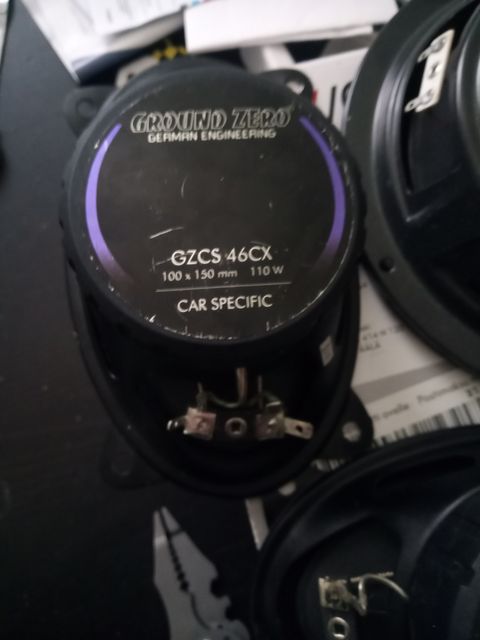 GROUND ZERO
GERMAN ENGINEERING
GZCS 46CX
100 x 150 mm 110 W
CAR SPECIFIC